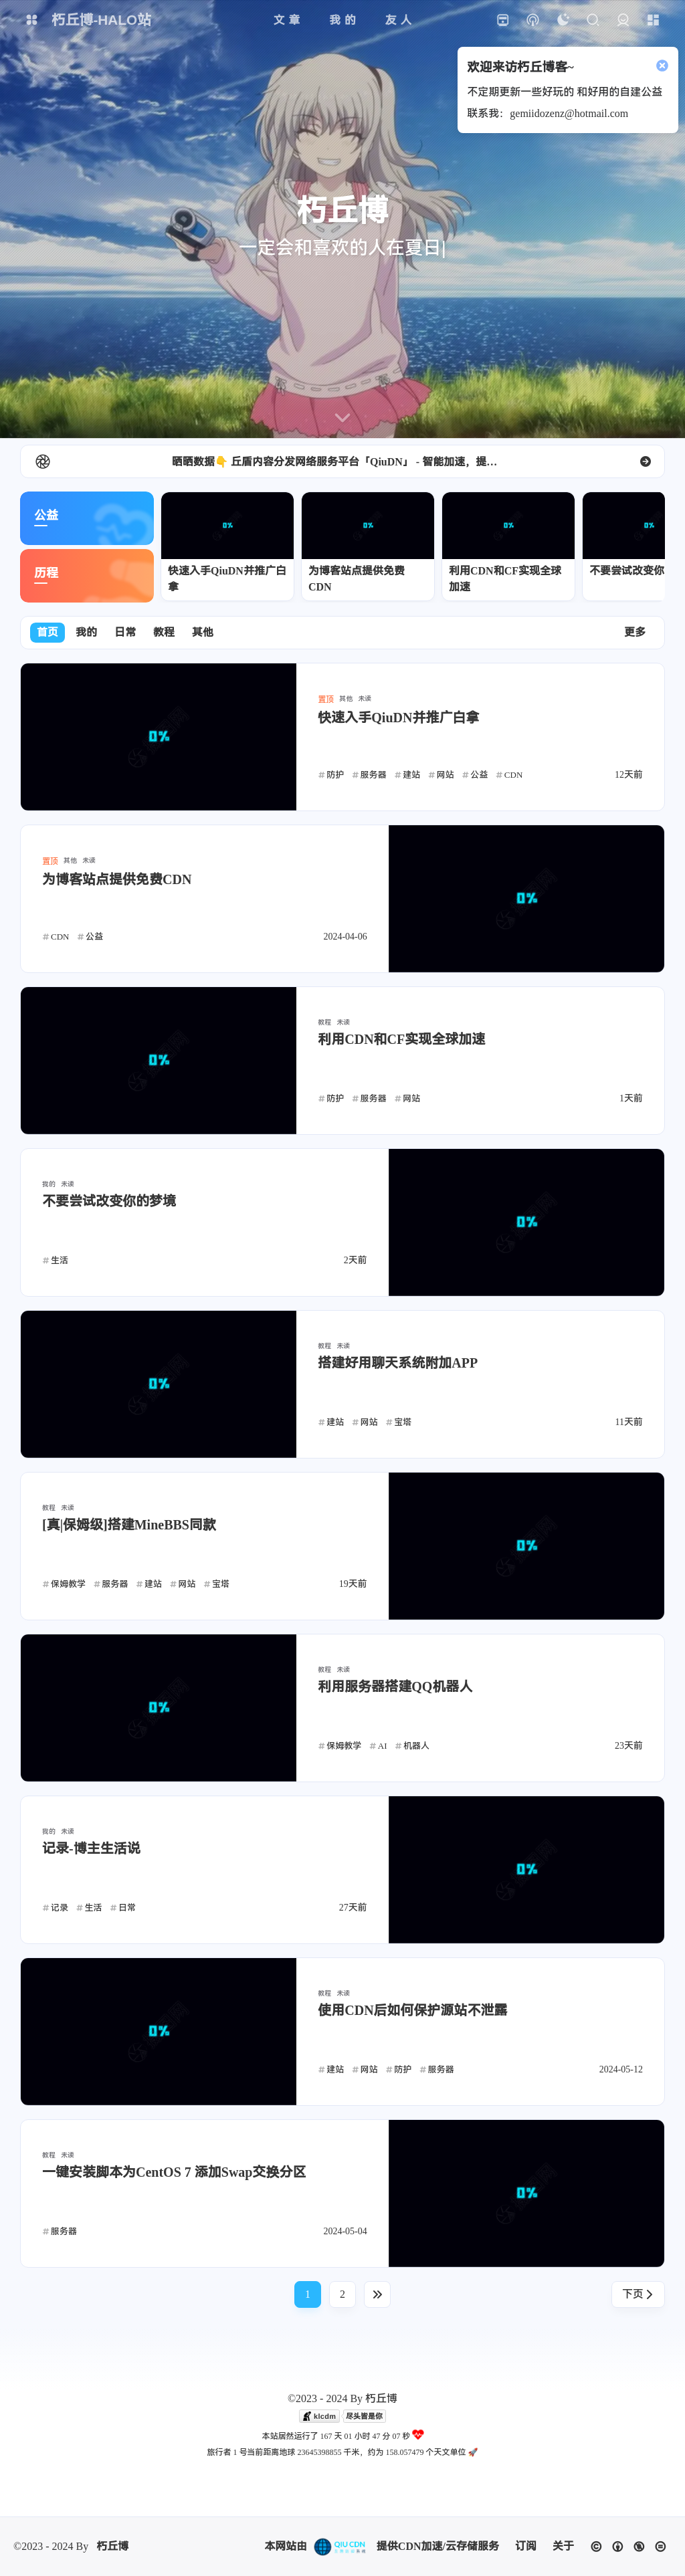 朽丘博-HALO站
文章
我的
友人
欢迎来访朽丘博客~
不定期更新一些好玩的 和好用的自建公益
联系我：gemiidozenz@hotmail.com
朽丘博
一定会和喜欢的人在夏日|
晒晒数据👇 丘盾内容分发网络服务平台「QiuDN」 - 智能加速，提…
公益
历程
0%
快速入手QiuDN并推广白拿
0%
为博客站点提供免费CDN
0%
利用CDN和CF实现全球加速
0%
不要尝试改变你
首页
我的
日常
教程
其他
更多
0%
置顶 其他 未读
快速入手QiuDN并推广白拿
# 防护 # 服务器 # 建站 # 网站 # 公益 # CDN
12天前
置顶 其他 未读
为博客站点提供免费CDN
# CDN # 公益
2024-04-06
0%
0%
教程 未读
利用CDN和CF实现全球加速
# 防护 # 服务器 # 网站
1天前
我的 未读
不要尝试改变你的梦境
# 生活
2天前
0%
0%
教程 未读
搭建好用聊天系统附加APP
# 建站 # 网站 # 宝塔
11天前
教程 未读
[真|保姆级]搭建MineBBS同款
# 保姆教学 # 服务器 # 建站 # 网站 # 宝塔
19天前
0%
0%
教程 未读
利用服务器搭建QQ机器人
# 保姆教学 # AI # 机器人
23天前
我的 未读
记录-博主生活说
# 记录 # 生活 # 日常
27天前
0%
0%
教程 未读
使用CDN后如何保护源站不泄露
# 建站 # 网站 # 防护 # 服务器
2024-05-12
教程 未读
一键安装脚本为CentOS 7 添加Swap交换分区
# 服务器
2024-05-04
0%
1
2
下页
©2023 - 2024 By 朽丘博
klcdm
尽头皆是你
本站居然运行了 167 天 01 小时 47 分 07 秒
旅行者 1 号当前距离地球 23645398855 千米，约为 158.057479 个天文单位 🚀
©2023 - 2024 By 朽丘博
本网站由
QIU CDN
提供CDN加速/云存储服务
订阅
关于